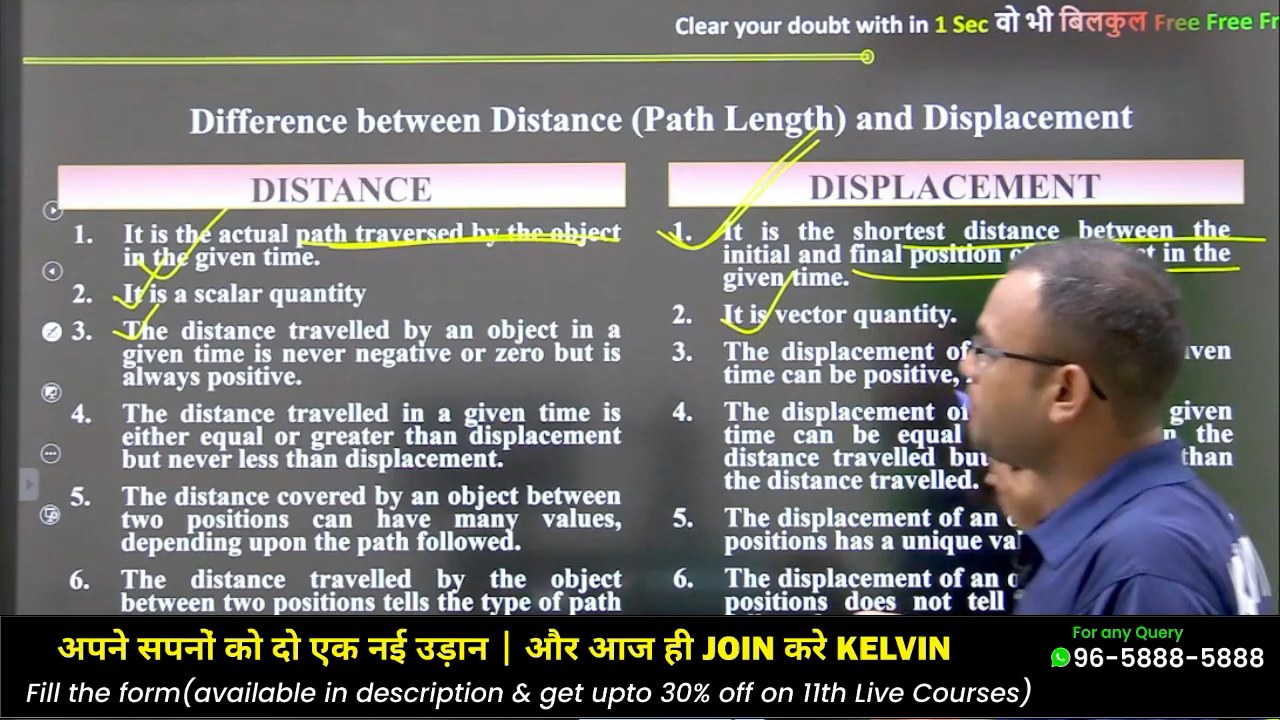 Clear your doubt with in 1 Sec वो भी बिलकुल Free Free Fr
Difference between Distance (Path Length) and Displacement
DISTANCE
1. It is the actual path traversed by the object
in the given time.
2. It is a scalar quantity
3. The distance travelled by an object in a
given time is never negative or zero but is
always positive.
4. The distance travelled in a given time is
either equal or greater than displacement
but never less than displacement.
5. The distance covered by an object between
two positions can have many values,
depending upon the path followed.
6. The distance travelled by the object
between two positions tells the type of path
DISPLACEMENT
1. It is the shortest distance between the
initial and final position in the
given time.
2. It is vector quantity.
3. The displacement of
time can be positive,
4. The displacement of given
time can be equal the
distance travelled but than
the distance travelled.
5. The displacement of an
positions has a unique
6. The displacement of an
positions does not tell
अपने सपनों को दो एक नई उड़ान | और आज ही JOIN करे KELVIN
Fill the form(available in description & get upto 30% off on 11th Live Courses)
For any Query
96-5888-5888